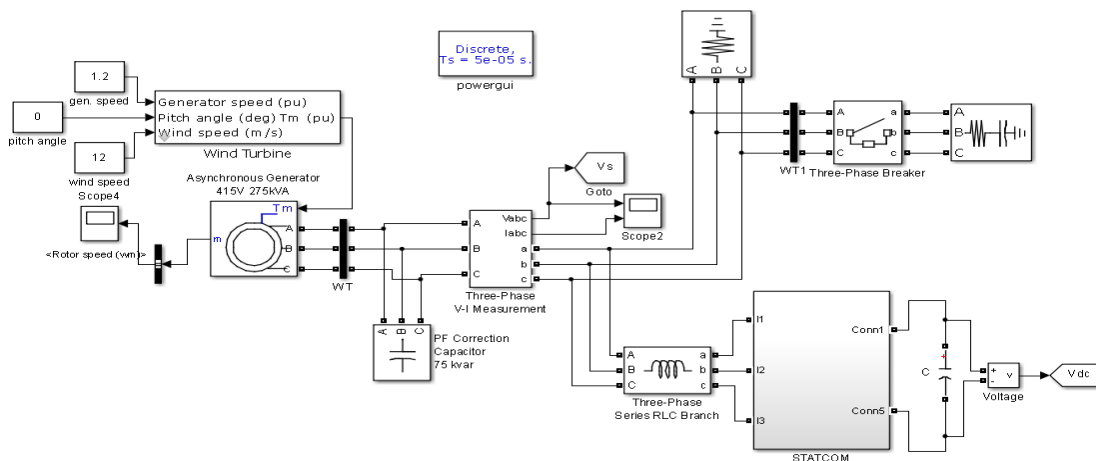 Discrete,
Ts = 5e-05 s.
powergui
1.2
gen. speed
0
pitch angle
12
wind speed
Generator speed (pu)
Pitch angle (deg) Tm (pu)
Wind speed (m/s)
Wind Turbine
Scope4
<Rotor speed (wm)>
Asynchronous Generator
415V 275kVA
Tm
m
A
B
C
WT
A
B
C
PF Correction
Capacitor
75 kvar
A
B
C
Vabc
Iabc
a
b
c
Three-Phase
V-I Measurement
Vs
Goto
Scope2
A
B
C
WT1
A
B
C
a
b
c
Three-Phase Breaker
A
B
C
A
B
C
a
b
c
Three-Phase
Series RLC Branch
I1
I2
I3
Conn1
Conn5
STATCOM
+
C
+
-
v
Voltage
Vdc